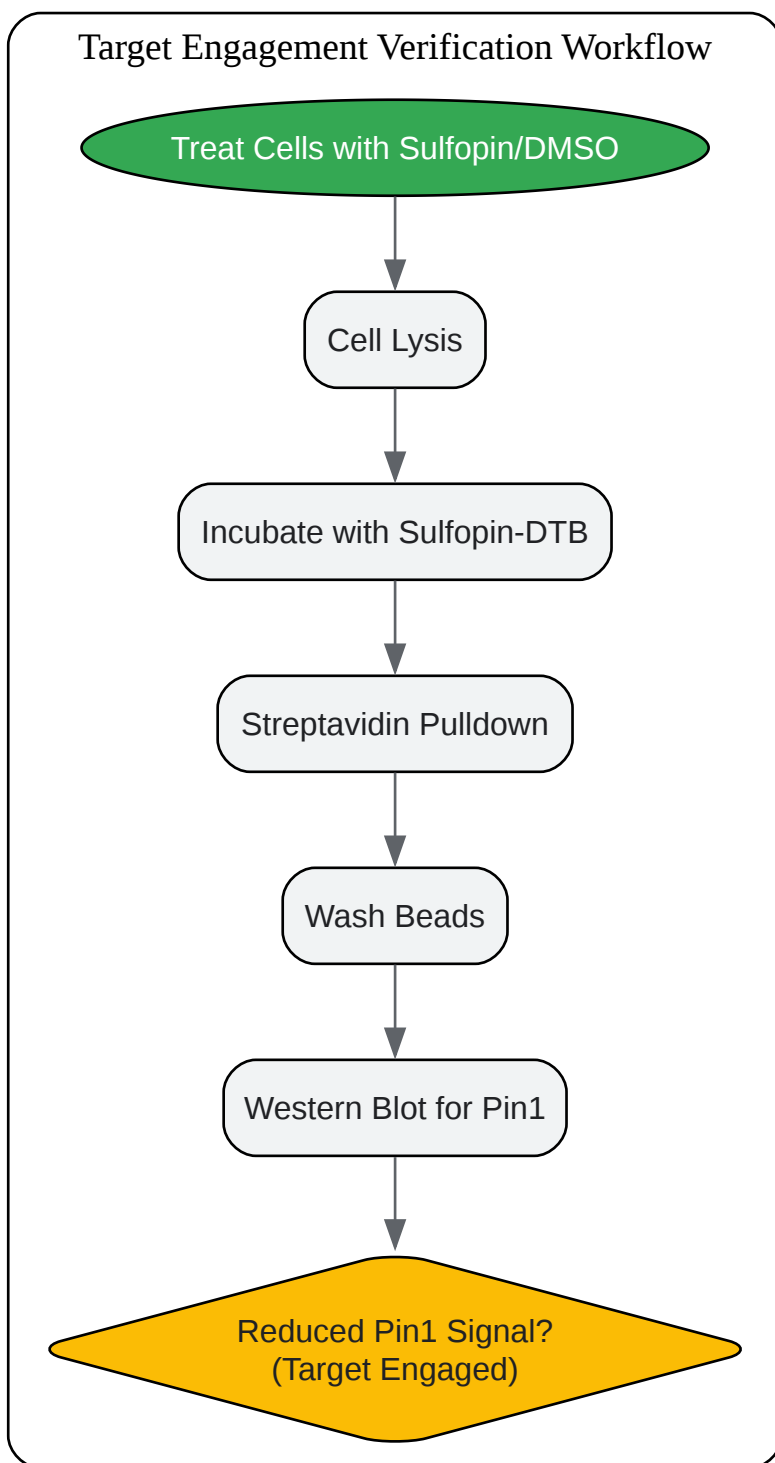 Target Engagement Verification Workflow
Treat Cells with Sulfopin/DMSO
Cell Lysis
Incubate with Sulfopin-DTB
Streptavidin Pulldown
Wash Beads
Western Blot for Pin1
Reduced Pin1 Signal?
(Target Engaged)